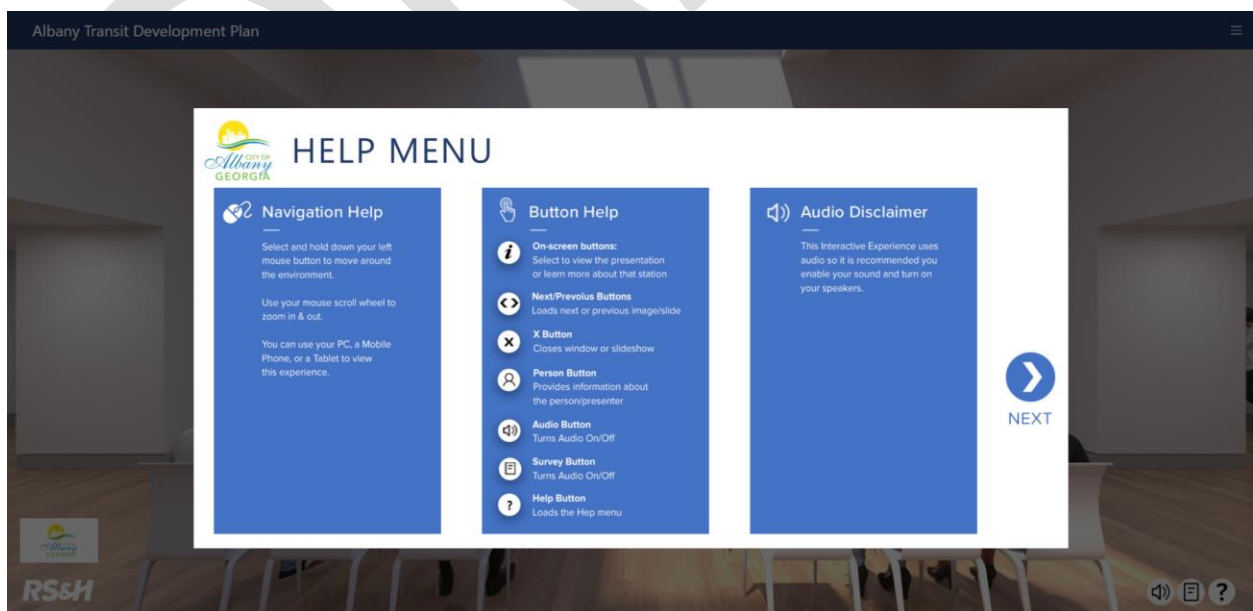 Albany Transit Development Plan
CITY OF
Albany
GEORGIA
HELP MENU
Navigation Help
Select and hold down your left
mouse button to move around
the environment.
Use your mouse scroll wheel to
zoom in & out.
You can use your PC, a Mobile
Phone, or a Tablet to view
this experience.
Button Help
i
On-screen buttons:
Select to view the presentation
or learn more about that station
<> Next/Prevoius Buttons
Loads next or previous image/slide
X
X Button
Closes window or slideshow
Person Button
Provides information about
the person/presenter
Audio Button
Turns Audio On/Off
Survey Button
Turns Audio On/Off
?
Help Button
Loads the Hep menu
Audio Disclaimer
This Interactive Experience uses
audio so it is recommended you
enable your sound and turn on
your speakers.
NEXT
Albany
GEORGIA
RS&H
?